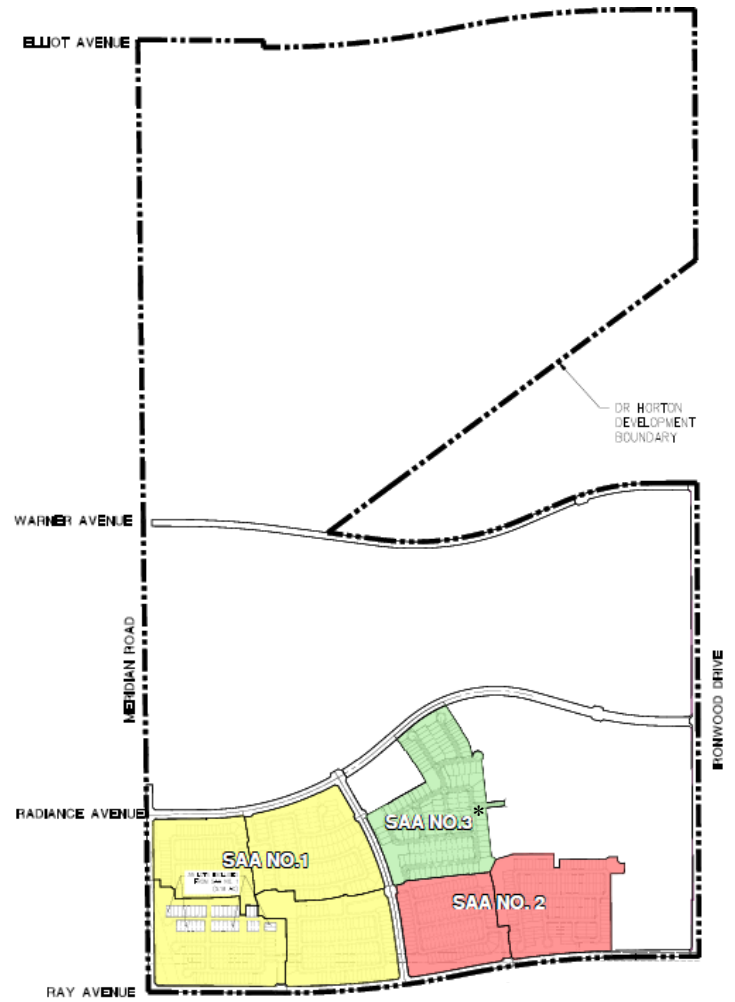 ELLIOT AVENUE
DR HORTON
DEVELOPMENT
BOUNDARY
WARNER AVENUE
MERIDIAN ROAD
IRONWOOD DRIVE
RADIANCE AVENUE
SAA NO.3
*
SAA NO.1
SAA NO. 2
RAY AVENUE